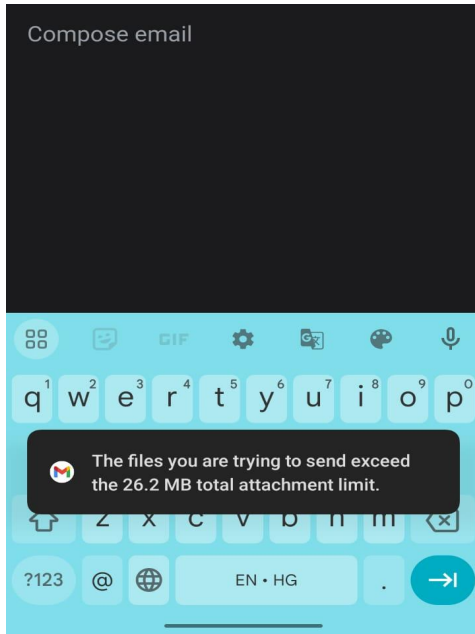 Compose email
GIF
q1 w2 e3 r4 t5 y6 u7 i8 o9 p0
The files you are trying to send exceed
the 26.2 MB total attachment limit.
z x c v b n m
?123 @ EN • HG .